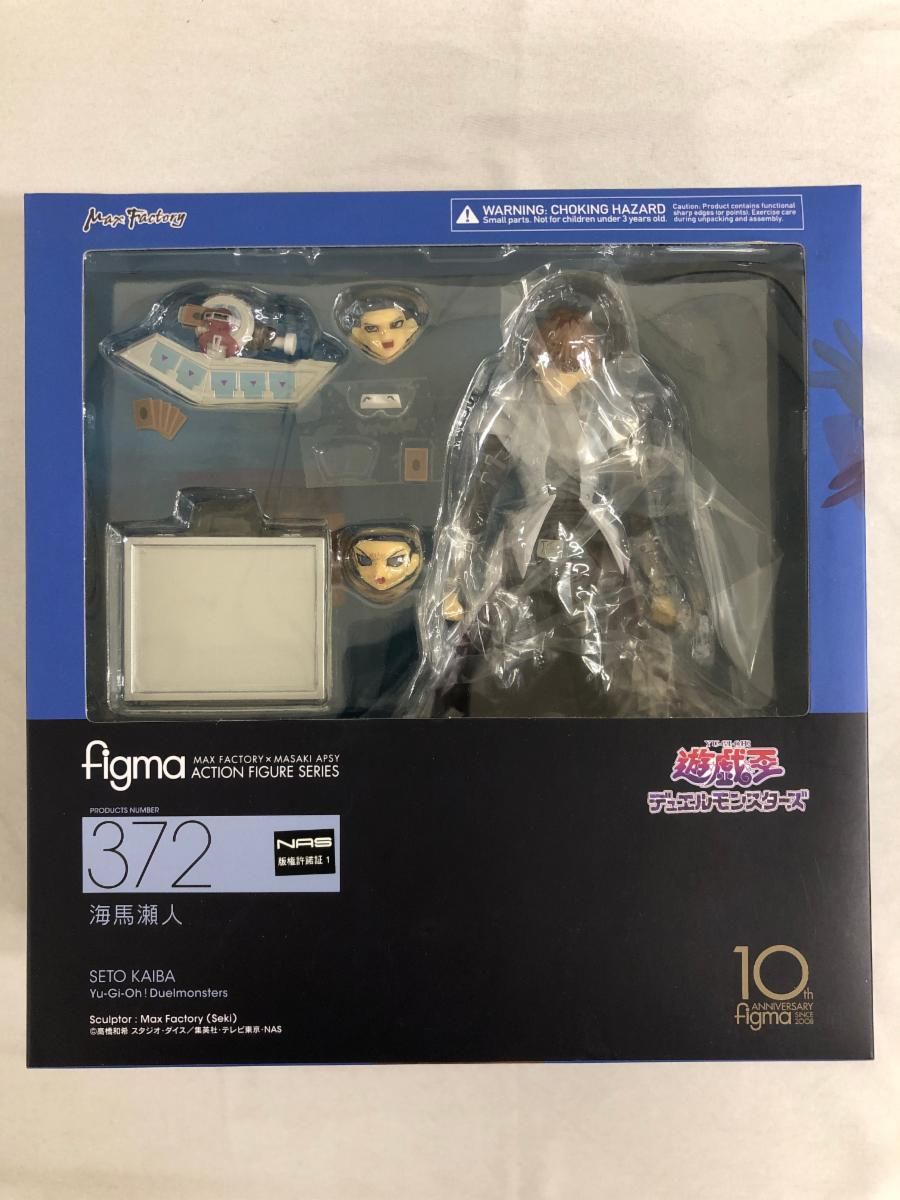 Max Factory
WARNING: CHOKING HAZARD
Small parts. Not for children under 3 years old.
Caution: Product contains functional
sharp edges (or points). Exercise care
during unpacking and assembly.
figma
MAX FACTORY × MASAKI APSY
ACTION FIGURE SERIES
YU-GI-OH!
遊戯王
デュエルモンスターズ
PRODUCTS NUMBER
372
NAS
版権許諾証 1
海馬瀬人
SETO KAIBA
Yu-Gi-Oh! Duelmonsters
Sculptor : Max Factory (Seki)
©高橋和希 スタジオ・ダイス／集英社・テレビ東京・NAS
10th
ANNIVERSARY
figma SINCE 2008